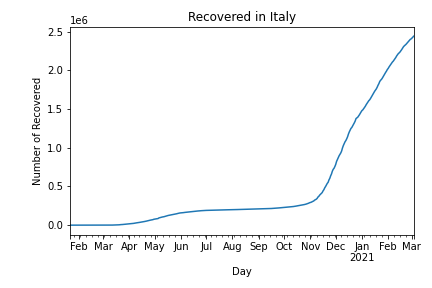 Recovered in Italy
1e6
2.5
2.0
1.5
1.0
0.5
0.0
Number of Recovered
Feb Mar Apr May Jun Jul Aug Sep Oct Nov Dec Jan Feb Mar
2021
Day